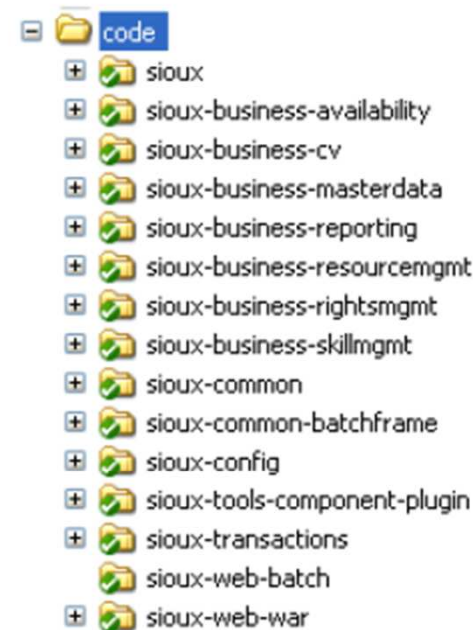 code
sioux
sioux-business-availability
sioux-business-cv
sioux-business-masterdata
sioux-business-reporting
sioux-business-resourcemgmt
sioux-business-rightsmgmt
sioux-business-skillmgmt
sioux-common
sioux-common-batchframe
sioux-config
sioux-tools-component-plugin
sioux-transactions
sioux-web-batch
sioux-web-war